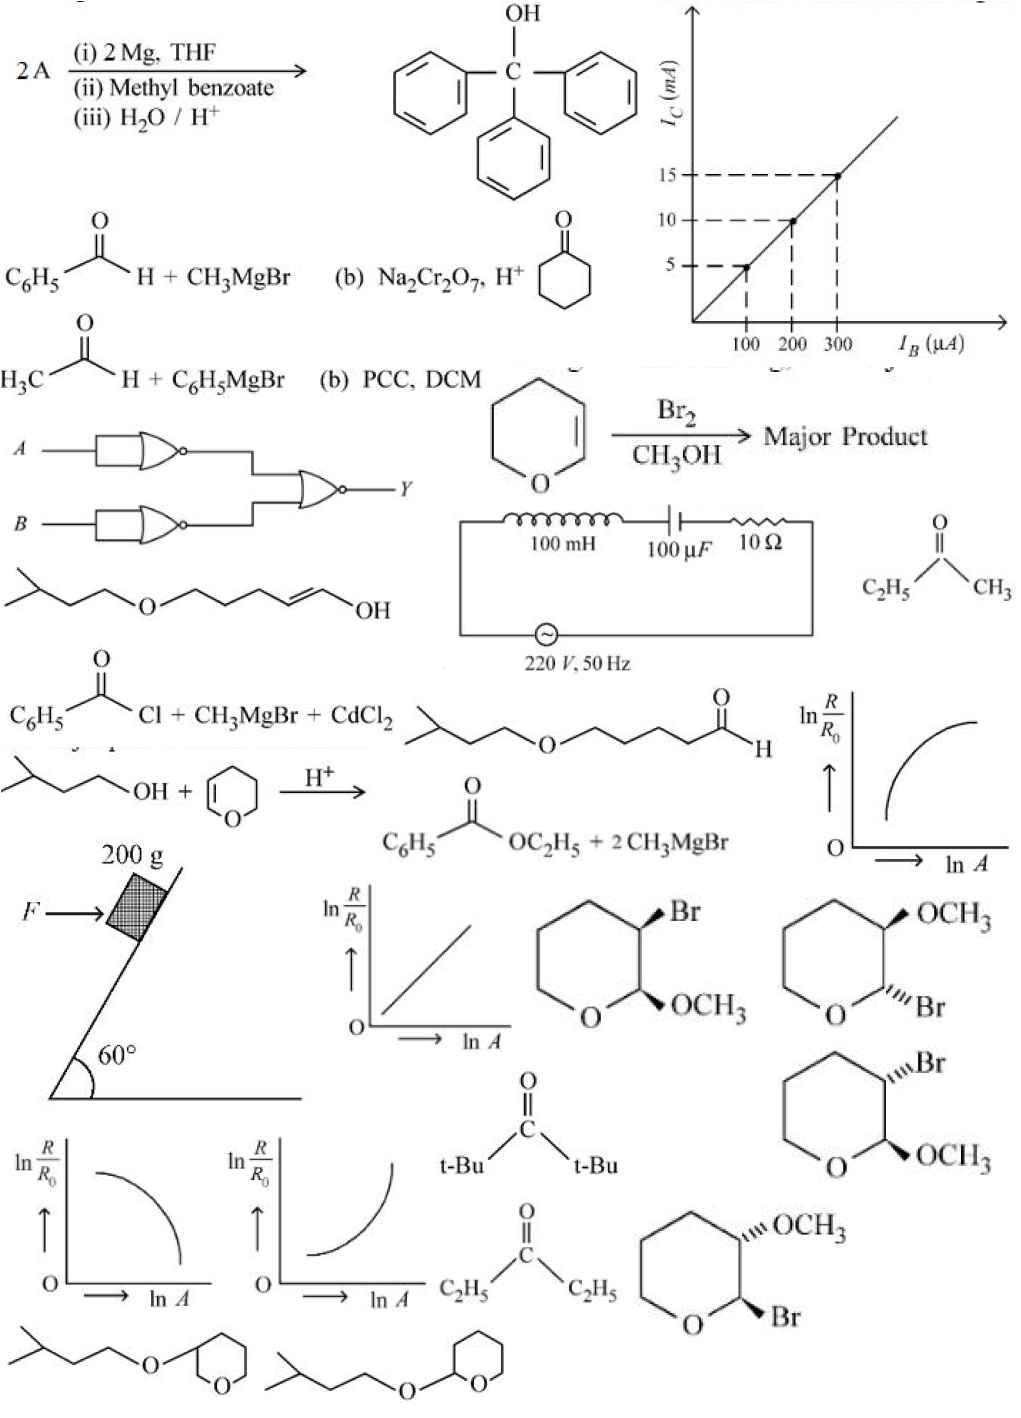 OH
2 A
(i) 2 Mg, THF
(ii) Methyl benzoate
(iii) H₂O / H⁺
C
I_C (mA)
15
10
5
100 200 300
I_B (μA)
O
C₆H₅ H + CH₃MgBr
(b) Na₂Cr₂O₇, H⁺
O
O
H₃C H + C₆H₅MgBr
(b) PCC, DCM
O
Br₂
CH₃OH
Major Product
A
B
Y
100 mH
100 μF
10 Ω
220 V, 50 Hz
O
C₂H₅ CH₃
O
OH
O
C₆H₅ Cl + CH₃MgBr + CdCl₂
O
O
H
ln R/R₀
O
ln A
OH +
O
H⁺
O
C₆H₅ OC₂H₅ + 2 CH₃MgBr
200 g
F
60°
ln R/R₀
O
ln A
Br
O
OCH₃
OCH₃
O
Br
Br
O
OCH₃
ln R/R₀
O
ln A
ln R/R₀
O
ln A
O
C
t-Bu t-Bu
O
C
C₂H₅ C₂H₅
OCH₃
O
Br
O
O
O
O